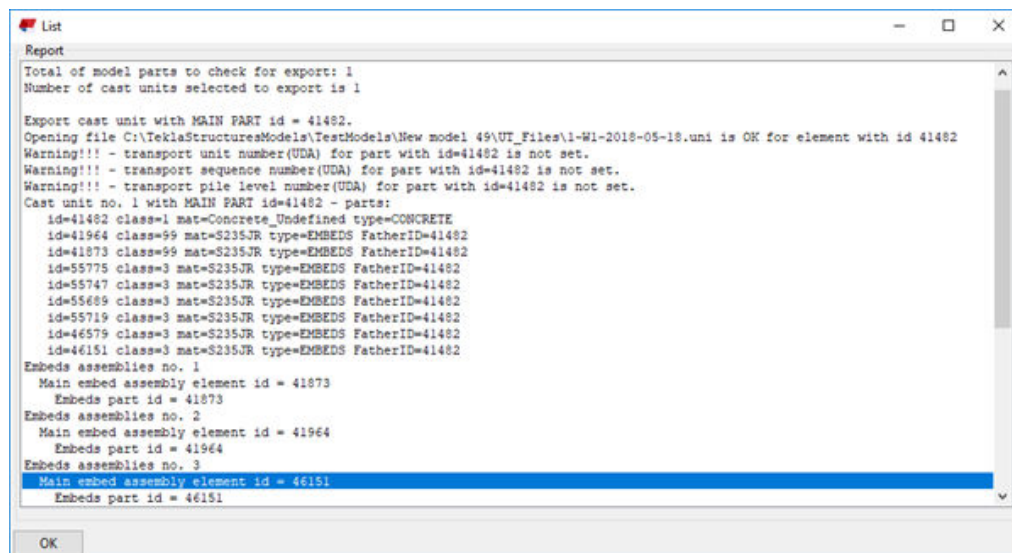 List
Report
Total of model parts to check for export: 1
Number of cast units selected to export is 1
Export cast unit with MAIN PART id = 41482.
Opening file C:\TeklaStructuresModels\TestModels\New model 49\UT_Files\1-W1-2018-05-18.uni is OK for element with id 41482
Warning!!! - transport unit number(UDA) for part with id=41482 is not set.
Warning!!! - transport sequence number(UDA) for part with id=41482 is not set.
Warning!!! - transport pile level number(UDA) for part with id=41482 is not set.
Cast unit no. 1 with MAIN PART id=41482 - parts:
id=41482 class=1 mat=Concrete_Undefined type=CONCRETE
id=41964 class=99 mat=S235JR type=EMBEDS FatherID=41482
id=41873 class=99 mat=S235JR type=EMBEDS FatherID=41482
id=55775 class=3 mat=S235JR type=EMBEDS FatherID=41482
id=55747 class=3 mat=S235JR type=EMBEDS FatherID=41482
id=55689 class=3 mat=S235JR type=EMBEDS FatherID=41482
id=55719 class=3 mat=S235JR type=EMBEDS FatherID=41482
id=46579 class=3 mat=S235JR type=EMBEDS FatherID=41482
id=46151 class=3 mat=S235JR type=EMBEDS FatherID=41482
Embeds assemblies no. 1
Main embed assembly element id = 41873
Embeds part id = 41873
Embeds assemblies no. 2
Main embed assembly element id = 41964
Embeds part id = 41964
Embeds assemblies no. 3
Main embed assembly element id = 46151
Embeds part id = 46151
OK